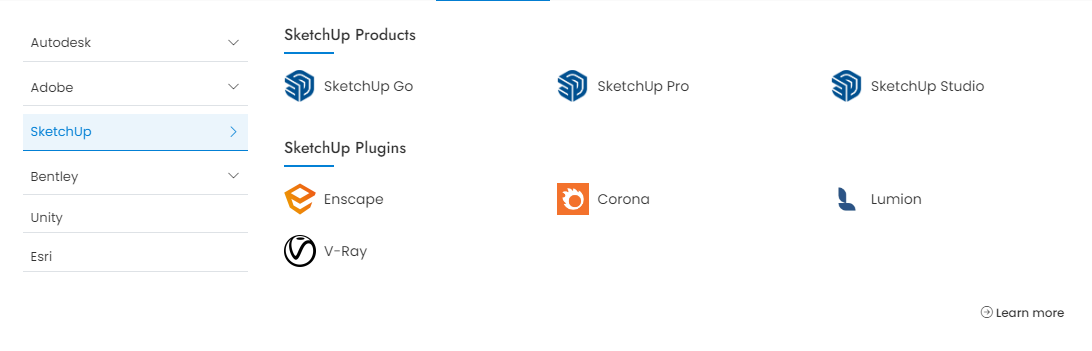 Autodesk
Adobe
SketchUp
Bentley
Unity
Esri
SketchUp Products
SketchUp Go
SketchUp Pro
SketchUp Studio
SketchUp Plugins
Enscape
Corona
Lumion
V-Ray
Learn more